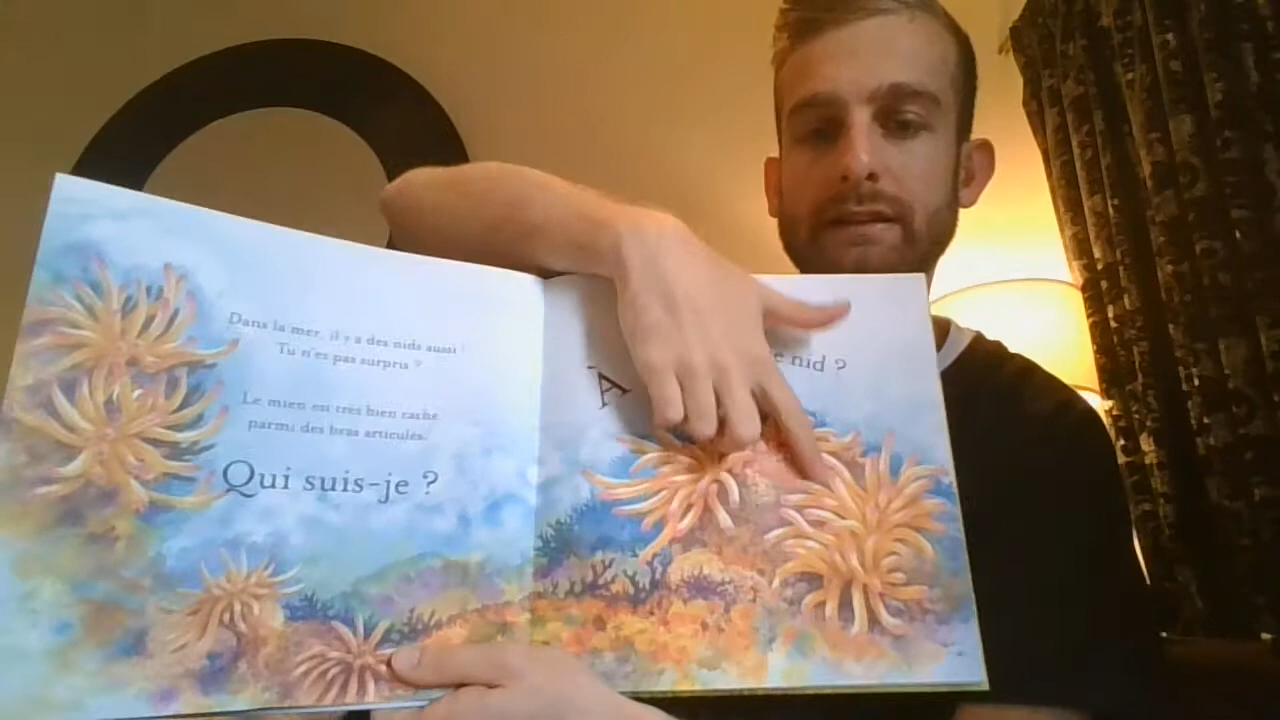 Dans la mer, il y a des nids aussi !
Tu n'es pas surpris ?
Le mien est très bien caché
parmi des bras articulés.
Qui suis-je ?
À
e nid ?